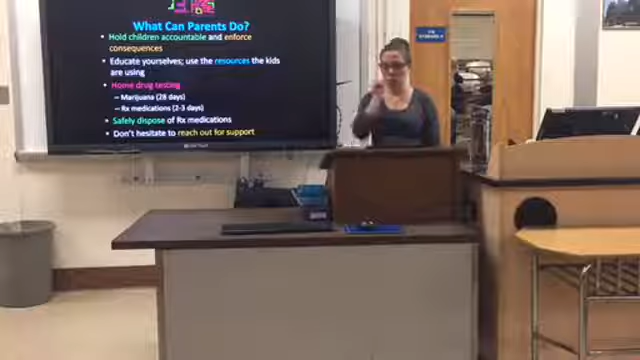 What Can Parents Do?
• Hold children accountable and enforce
consequences
• Educate yourselves; use the resources the kids
are using
• Home drug testing
– Marijuana (28 days)
– Rx medications (2-3 days)
• Safely dispose of Rx medications
• Don't hesitate to reach out for support